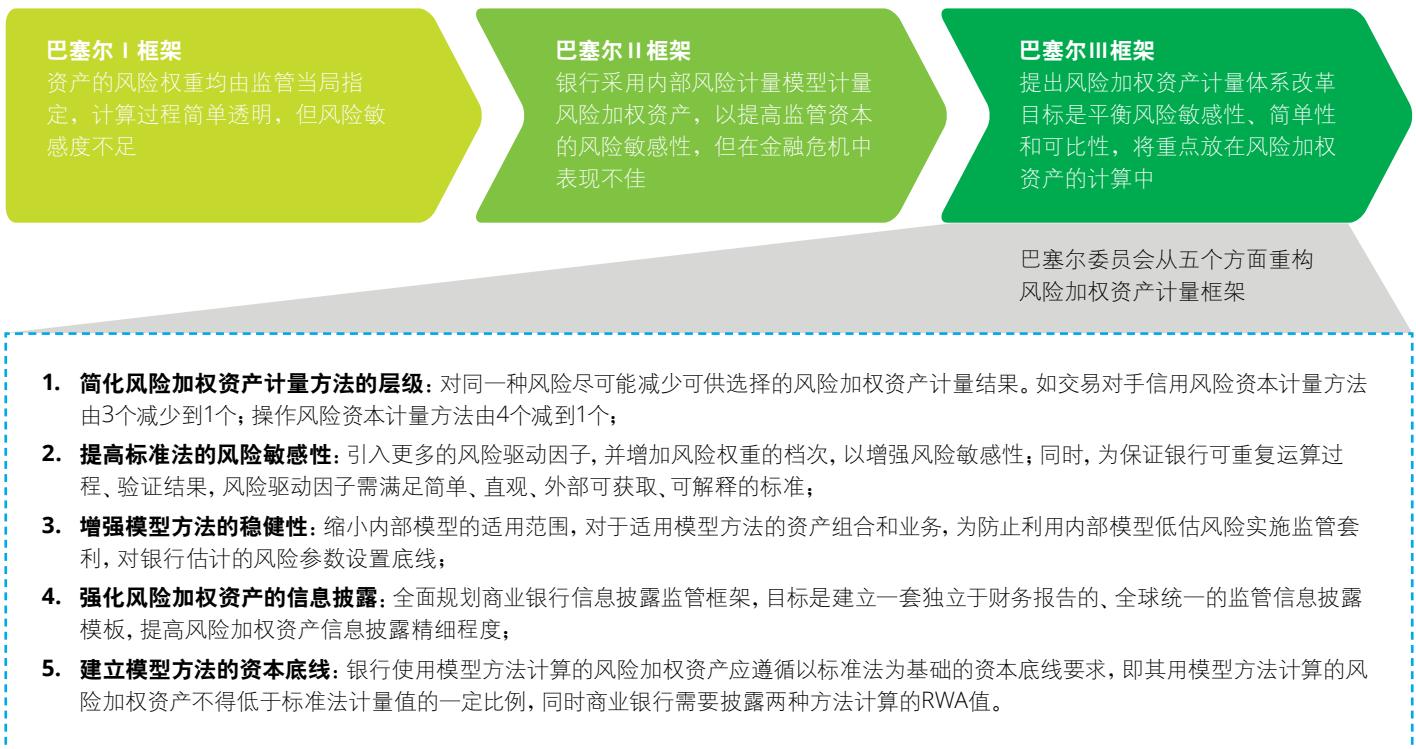 巴塞尔Ⅰ框架
资产的风险权重均由监管当局指
定，计算过程简单透明，但风险敏
感度不足
巴塞尔Ⅱ框架
银行采用内部风险计量模型计量
风险加权资产，以提高监管资本
的风险敏感性，但在金融危机中
表现不佳
巴塞尔Ⅲ框架
提出风险加权资产计量体系改革
目标是平衡风险敏感性、简单性
和可比性，将重点放在风险加权
资产的计算中
巴塞尔委员会从五个方面重构
风险加权资产计量框架
1. 简化风险加权资产计量方法的层级：对同一种风险尽可能减少可供选择的风险加权资产计量结果。如交易对手信用风险资本计量方法
由3个减少到1个；操作风险资本计量方法由4个减到1个；
2. 提高标准法的风险敏感性：引入更多的风险驱动因子，并增加风险权重的档次，以增强风险敏感性；同时，为保证银行可重复运算过
程、验证结果，风险驱动因子需满足简单、直观、外部可获取、可解释的标准；
3. 增强模型方法的稳健性：缩小内部模型的适用范围，对于适用模型方法的资产组合和业务，为防止利用内部模型低估风险实施监管套
利，对银行估计的风险参数设置底线；
4. 强化风险加权资产的信息披露：全面规划商业银行信息披露监管框架，目标是建立一套独立于财务报告的、全球统一的监管信息披露
模板，提高风险加权资产信息披露精细程度；
5. 建立模型方法的资本底线：银行使用模型方法计算的风险加权资产应遵循以标准法为基础的资本底线要求，即其用模型方法计算的风
险加权资产不得低于标准法计量值的一定比例，同时商业银行需要披露两种方法计算的RWA值。